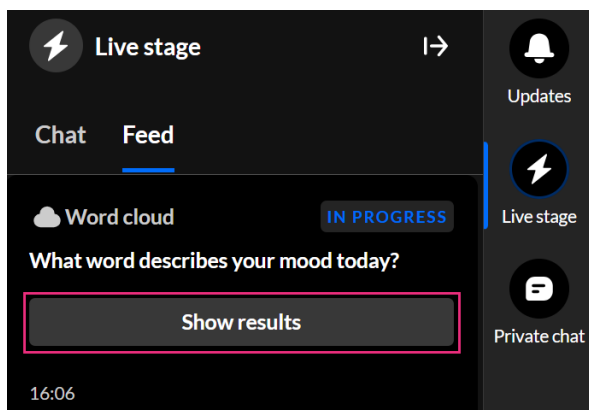 Live stage
Chat
Feed
Word cloud
IN PROGRESS
What word describes your mood today?
Show results
16:06
Updates
Live stage
Private chat